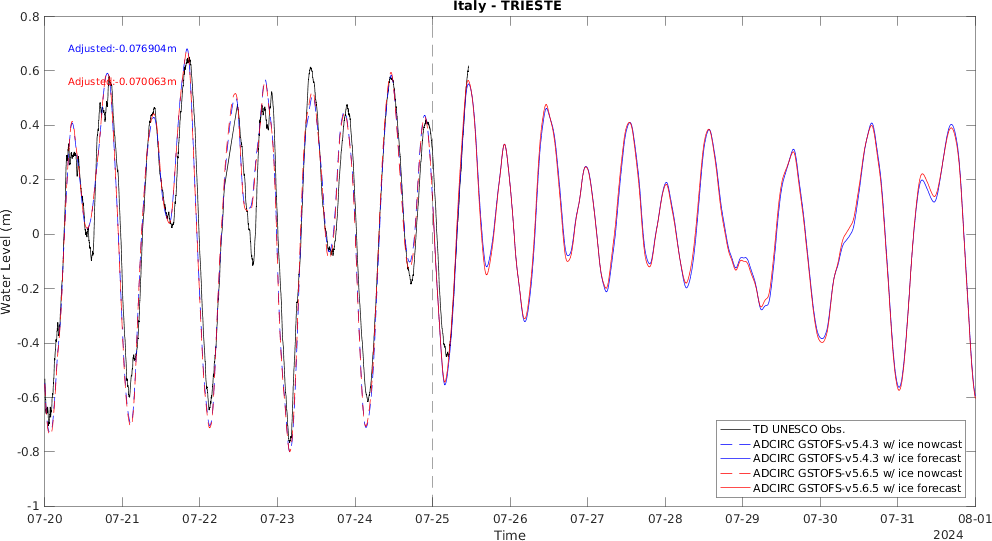 Italy - TRIESTE
0.8
0.6
0.4
0.2
0
-0.2
-0.4
-0.6
-0.8
-1
Water Level (m)
Adjusted:-0.076904m
Adjusted:-0.070063m
TD UNESCO Obs.
ADCIRC GSTOFS-v5.4.3 w/ ice nowcast
ADCIRC GSTOFS-v5.4.3 w/ ice forecast
ADCIRC GSTOFS-v5.6.5 w/ ice nowcast
ADCIRC GSTOFS-v5.6.5 w/ ice forecast
07-20 07-21 07-22 07-23 07-24 07-25 07-26 07-27 07-28 07-29 07-30 07-31 08-01
Time
2024